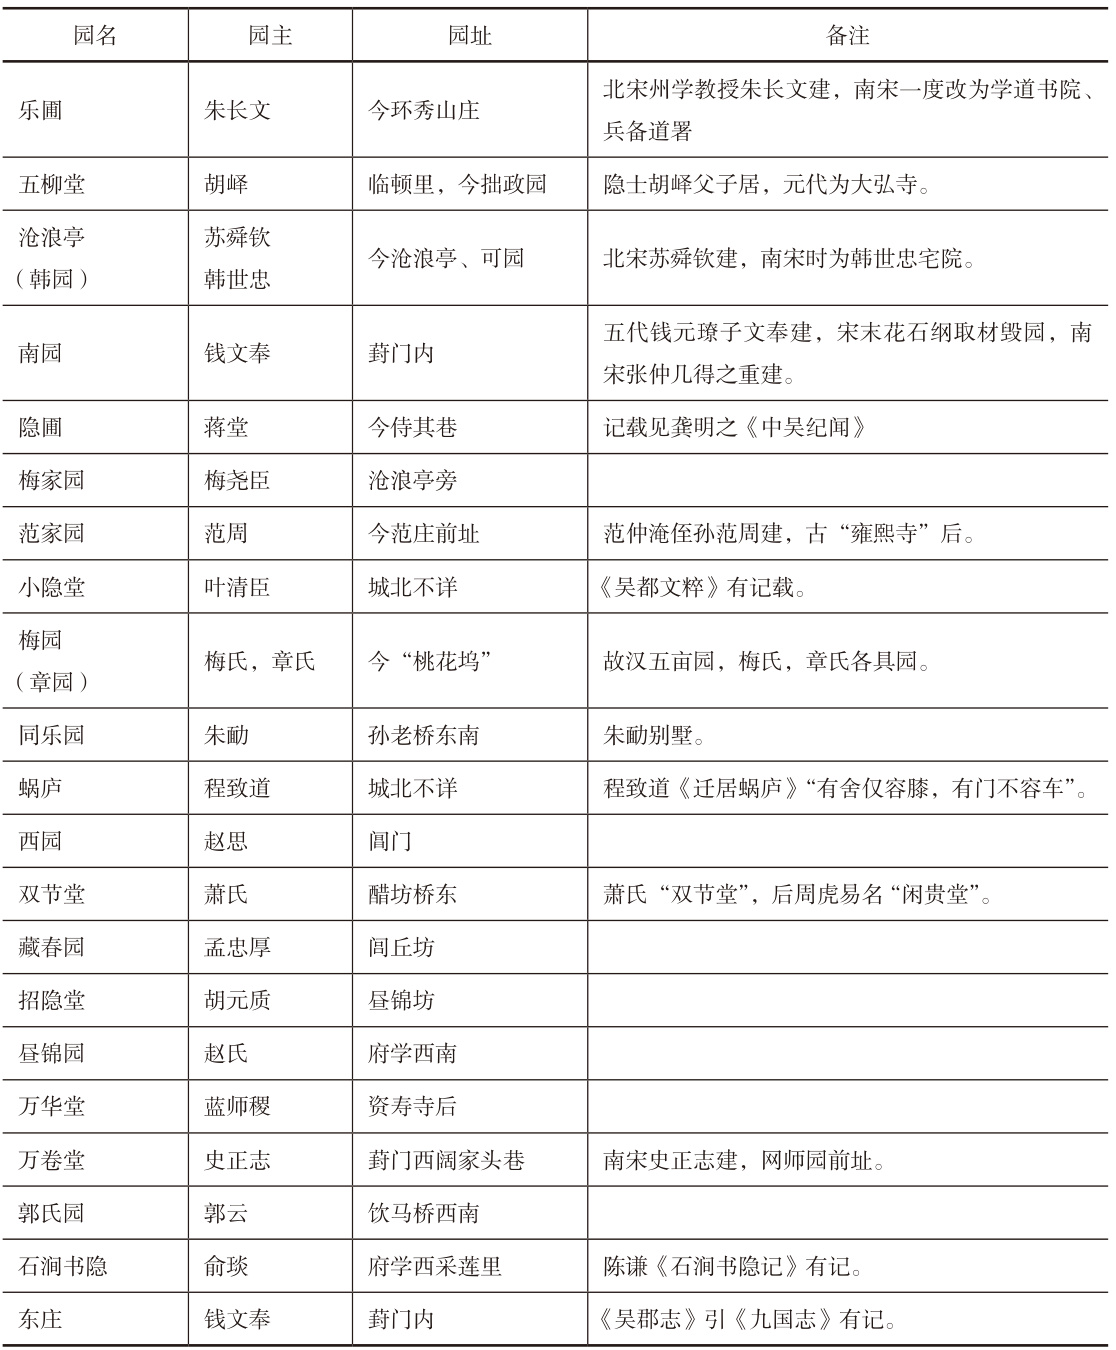 园名 园主 园址 备注
乐圃 朱长文 今环秀山庄 北宋州学教授朱长文建，南宋一度改为学道书院、
兵备道署
五柳堂 胡峄 临顿里，今拙政园 隐士胡峄父子居，元代为大弘寺。
沧浪亭 苏舜钦 今沧浪亭、可园 北宋苏舜钦建，南宋时为韩世忠宅院。
（韩园） 韩世忠
南园 钱文奉 葑门内 五代钱元璙子文奉建，宋末花石纲取材毁园，南
宋张仲几得之重建。
隐圃 蒋堂 今侍其巷 记载见龚明之《中吴纪闻》
梅家园 梅尧臣 沧浪亭旁
范家园 范周 今范庄前址 范仲淹侄孙范周建，古“雍熙寺”后。
小隐堂 叶清臣 城北不详 《吴都文粹》有记载。
梅园 梅氏，章氏 今“桃花坞” 故汉五亩园，梅氏，章氏各具园。
（章园）
同乐园 朱勔 孙老桥东南 朱勔别墅。
蜗庐 程致道 城北不详 程致道《迁居蜗庐》“有舍仅容膝，有门不容车”。
西园 赵思 阊门
双节堂 萧氏 醋坊桥东 萧氏“双节堂”，后周虎易名“闲贵堂”。
藏春园 孟忠厚 闾丘坊
招隐堂 胡元质 昼锦坊
昼锦园 赵氏 府学西南
万华堂 蓝师稷 资寿寺后
万卷堂 史正志 葑门西阔家头巷 南宋史正志建，网师园前址。
郭氏园 郭云 饮马桥西南
石涧书隐 俞琰 府学西采莲里 陈谦《石涧书隐记》有记。
东庄 钱文奉 葑门内 《吴郡志》引《九国志》有记。